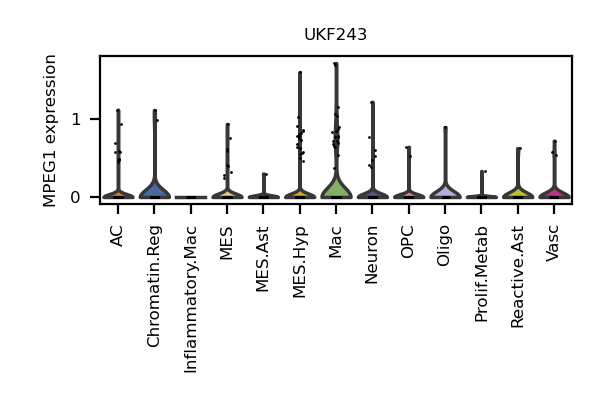 UKF243
MPEG1 expression
1
0
AC
Chromatin.Reg
Inflammatory.Mac
MES
MES.Ast
MES.Hyp
Mac
Neuron
OPC
Oligo
Prolif.Metab
Reactive.Ast
Vasc